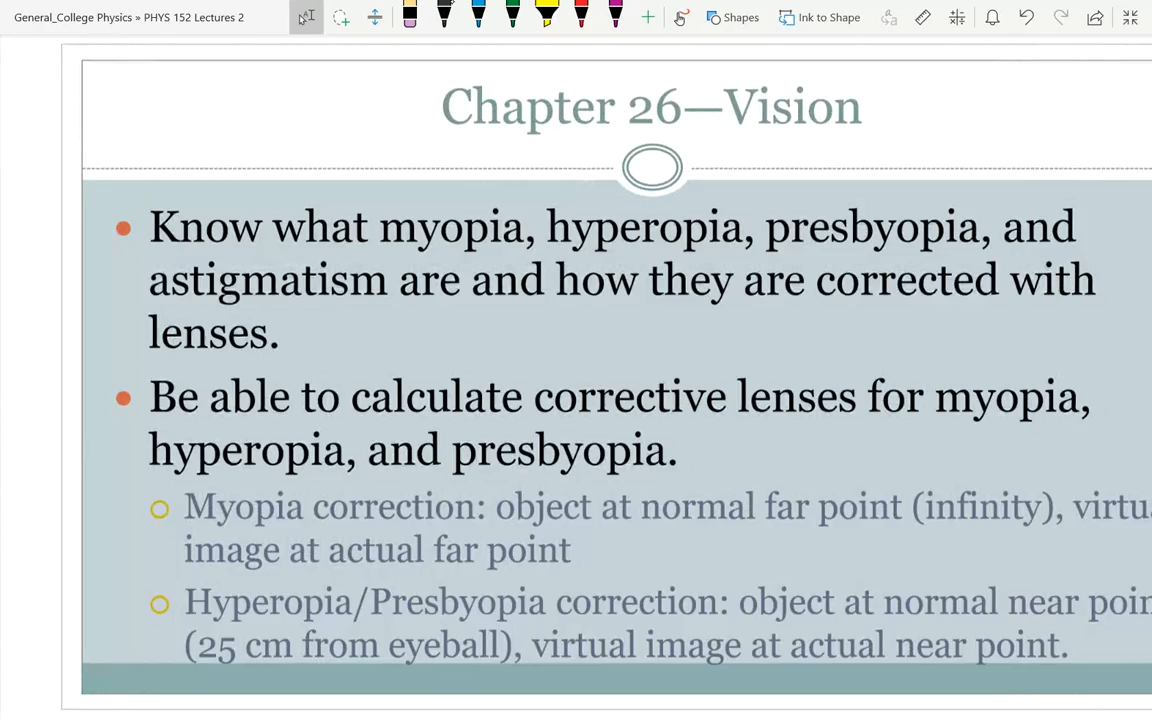 General_College Physics » PHYS 152 Lectures 2
Shapes
Ink to Shape
Chapter 26—Vision
Know what myopia, hyperopia, presbyopia, and
astigmatism are and how they are corrected with
lenses.
Be able to calculate corrective lenses for myopia,
hyperopia, and presbyopia.
Myopia correction: object at normal far point (infinity), virtu
image at actual far point
Hyperopia/Presbyopia correction: object at normal near poin
(25 cm from eyeball), virtual image at actual near point.